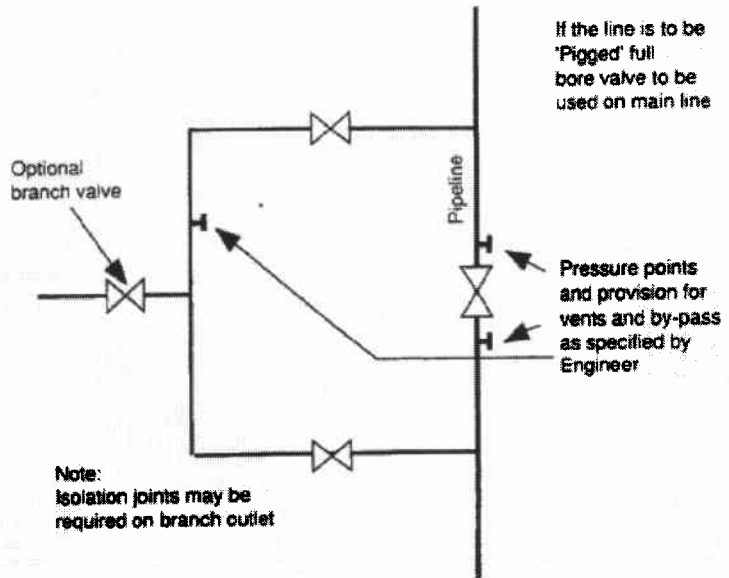 If the line is to be
'Pigged' full
bore valve to be
used on main line
Optional
branch valve
Pipeline
Pressure points
and provision for
vents and by-pass
as specified by
Engineer
Note:
Isolation joints may be
required on branch outlet